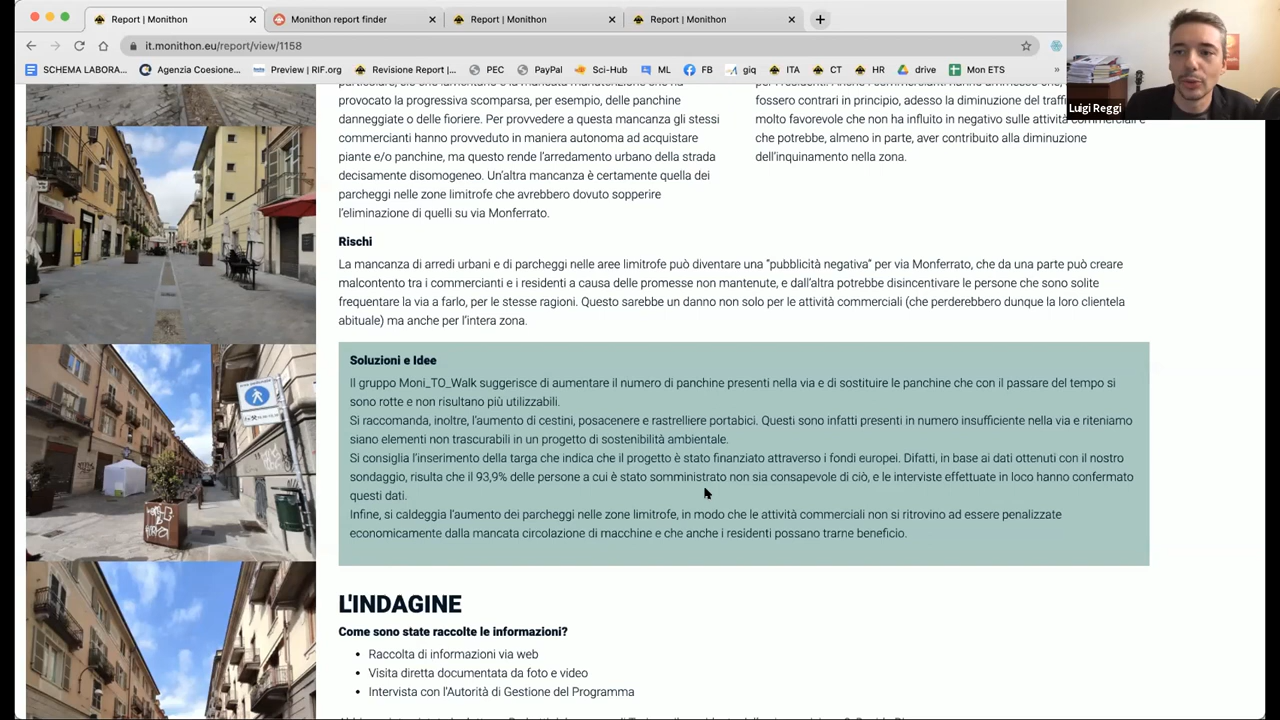 Report | Monithon
Monithon report finder
Report | Monithon
Report | Monithon
it.monithon.eu/report/view/1158
SCHEMA LABORA... Agenzia Coesione... Preview | RIF.org Revisione Report |... PEC PayPal Sci-Hub ML FB giq ITA CT HR drive Mon ETS »
Luigi Reggi
provocato la progressiva scomparsa, per esempio, delle panchine
danneggiate o delle fioriere. Per provvedere a questa mancanza gli stessi
commercianti hanno provveduto in maniera autonoma ad acquistare
piante e/o panchine, ma questo rende l'arredamento urbano della strada
decisamente disomogeneo. Un'altra mancanza è certamente quella dei
parcheggi nelle zone limitrofe che avrebbero dovuto sopperire
l'eliminazione di quelli su via Monferrato.
fossero contrari in principio, adesso la diminuzione del traffi
molto favorevole che non ha influito in negativo sulle attività commerciali e
che potrebbe, almeno in parte, aver contribuito alla diminuzione
dell'inquinamento nella zona.
Rischi
La mancanza di arredi urbani e di parcheggi nelle aree limitrofe può diventare una "pubblicità negativa" per via Monferrato, che da una parte può creare
malcontento tra i commercianti e i residenti a causa delle promesse non mantenute, e dall'altra potrebbe disincentivare le persone che sono solite
frequentare la via a farlo, per le stesse ragioni. Questo sarebbe un danno non solo per le attività commerciali (che perderebbero dunque la loro clientela
abituale) ma anche per l'intera zona.
Soluzioni e Idee
Il gruppo Moni_TO_Walk suggerisce di aumentare il numero di panchine presenti nella via e di sostituire le panchine che con il passare del tempo si
sono rotte e non risultano più utilizzabili.
Si raccomanda, inoltre, l'aumento di cestini, posacenere e rastrelliere portabici. Questi sono infatti presenti in numero insufficiente nella via e riteniamo
siano elementi non trascurabili in un progetto di sostenibilità ambientale.
Si consiglia l'inserimento della targa che indica che il progetto è stato finanziato attraverso i fondi europei. Difatti, in base ai dati ottenuti con il nostro
sondaggio, risulta che il 93,9% delle persone a cui è stato somministrato non sia consapevole di ciò, e le interviste effettuate in loco hanno confermato
questi dati.
Infine, si caldeggia l'aumento dei parcheggi nelle zone limitrofe, in modo che le attività commerciali non si ritrovino ad essere penalizzate
economicamente dalla mancata circolazione di macchine e che anche i residenti possano trarne beneficio.
L'INDAGINE
Come sono state raccolte le informazioni?
• Raccolta di informazioni via web
• Visita diretta documentata da foto e video
• Intervista con l'Autorità di Gestione del Programma